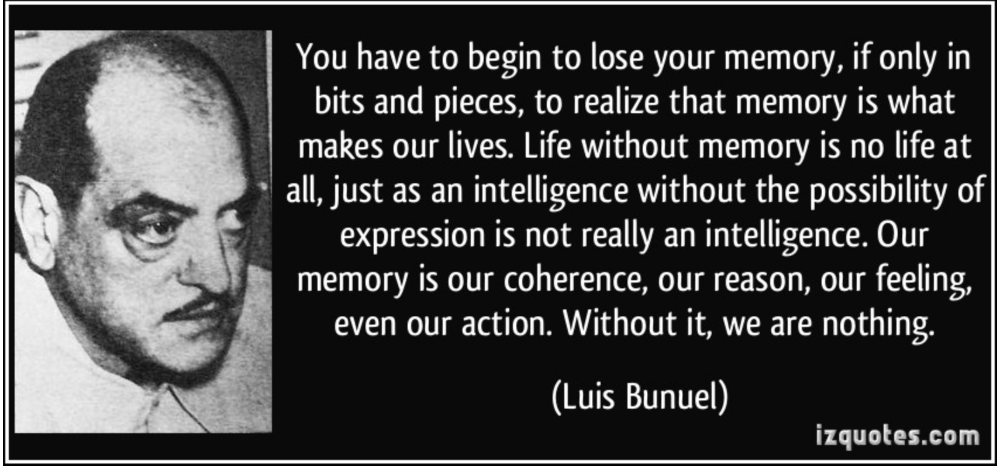 You have to begin to lose your memory, if only in
bits and pieces, to realize that memory is what
makes our lives. Life without memory is no life at
all, just as an intelligence without the possibility of
expression is not really an intelligence. Our
memory is our coherence, our reason, our feeling,
even our action. Without it, we are nothing.
(Luis Bunuel)
izquotes.com